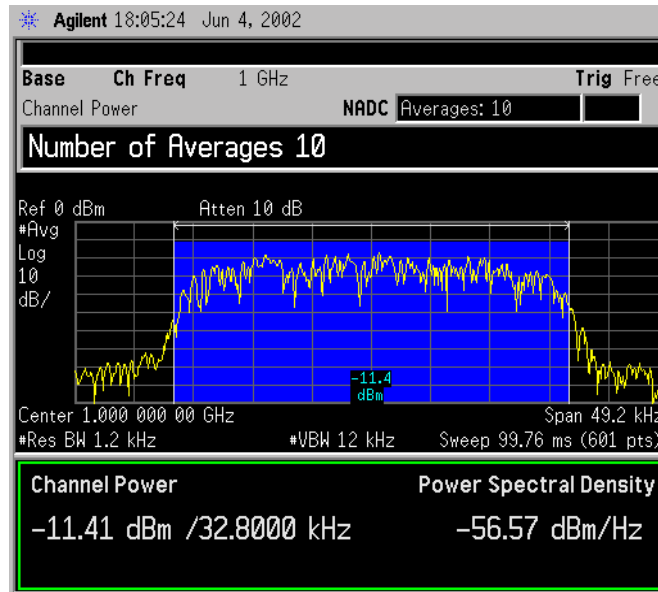 Agilent 18:05:24 Jun 4, 2002
Base Ch Freq 1 GHz Trig Free
Channel Power NADC Averages: 10
Number of Averages 10
Ref 0 dBm Atten 10 dB
#Avg
Log
10
dB/
-11.4
dBm
Center 1.000 000 00 GHz Span 49.2 kHz
#Res BW 1.2 kHz #VBW 12 kHz Sweep 99.76 ms (601 pts)
Channel Power Power Spectral Density
-11.41 dBm /32.8000 kHz -56.57 dBm/Hz